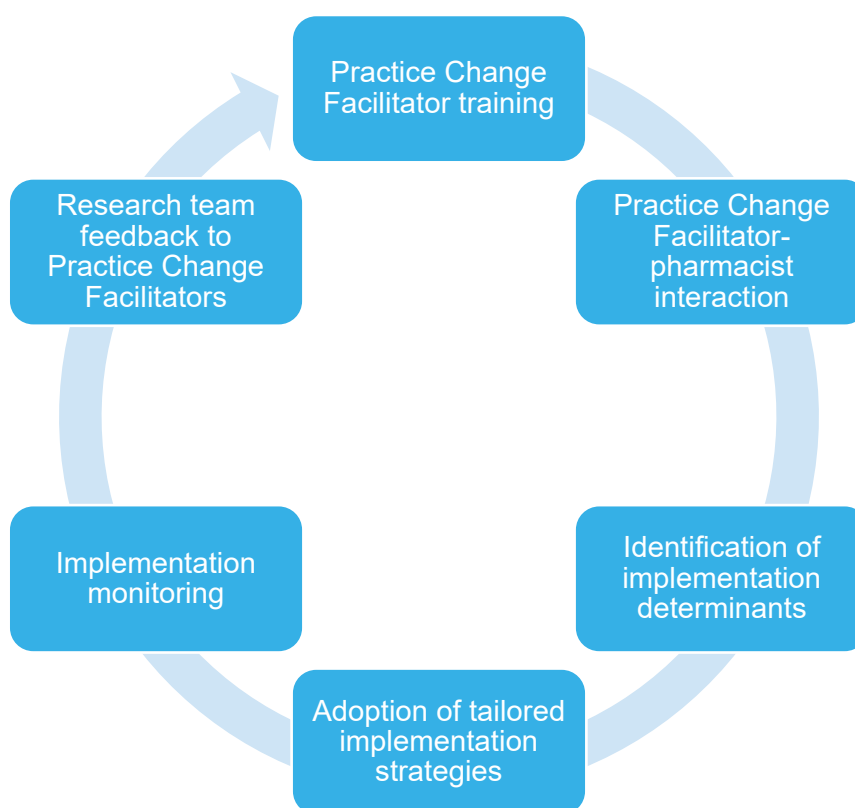 Practice Change
Facilitator training
Practice Change
Facilitator-
pharmacist
interaction
Identification of
implementation
determinants
Adoption of tailored
implementation
strategies
Implementation
monitoring
Research team
feedback to
Practice Change
Facilitators